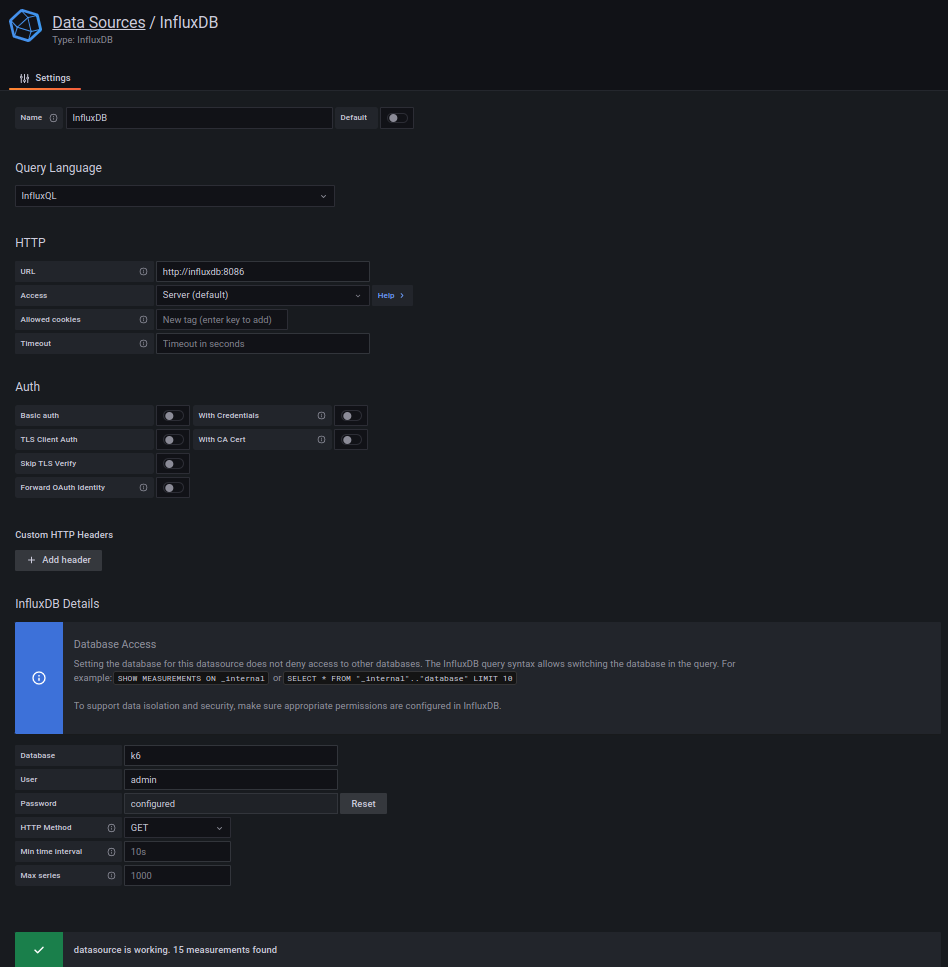 Data Sources / InfluxDB
Type: InfluxDB
Settings
Name InfluxDB Default
Query Language
InfluxQL
HTTP
URL http://influxdb:8086
Access Server (default) Help
Allowed cookies New tag (enter key to add)
Timeout Timeout in seconds
Auth
Basic auth With Credentials
TLS Client Auth With CA Cert
Skip TLS Verify
Forward OAuth Identity
Custom HTTP Headers
+ Add header
InfluxDB Details
Database Access
Setting the database for this datasource does not deny access to other databases. The InfluxDB query syntax allows switching the database in the query. For
example: SHOW MEASUREMENTS ON _internal or SELECT * FROM "_internal".."database" LIMIT 10
To support data isolation and security, make sure appropriate permissions are configured in InfluxDB.
Database k6
User admin
Password configured Reset
HTTP Method GET
Min time interval 10s
Max series 1000
datasource is working. 15 measurements found